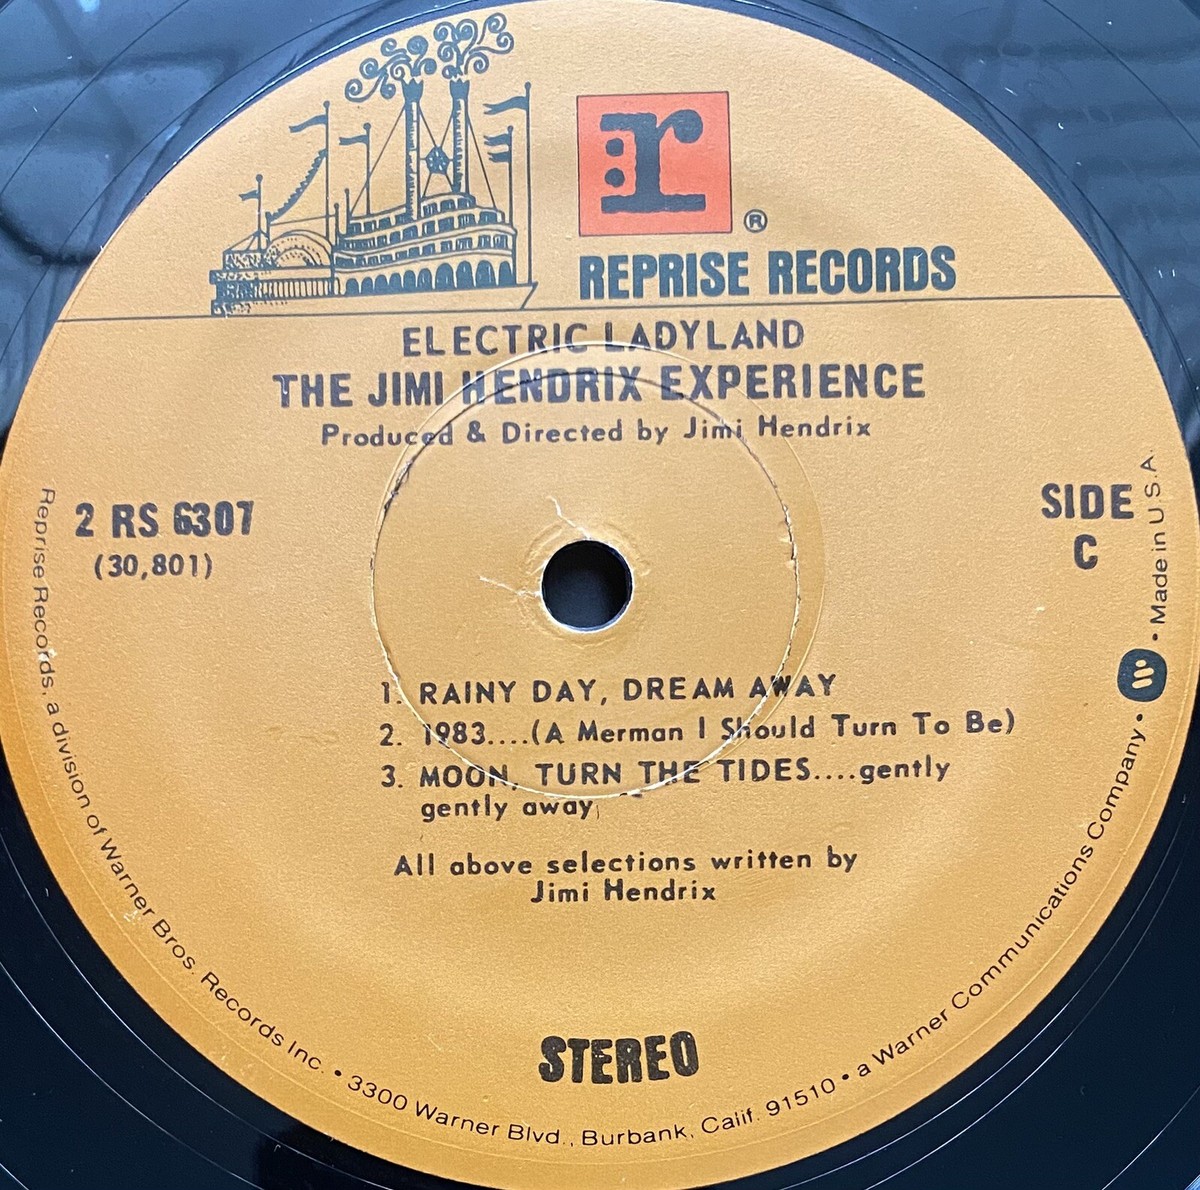 r
®
REPRISE RECORDS
ELECTRIC LADYLAND
THE JIMI HENDRIX EXPERIENCE
Produced & Directed by Jimi Hendrix
2 RS 6307
(30,801)
SIDE
C
1. RAINY DAY, DREAM AWAY
2. 1983....(A Merman I Should Turn To Be)
3. MOON, TURN THE TIDES....gently
gently away
All above selections written by
Jimi Hendrix
STEREO
Reprise Records, a division of Warner Bros. Records Inc. • 3300 Warner Blvd., Burbank, Calif. 91510 • a Warner Communications Company • W • Made in U.S.A.